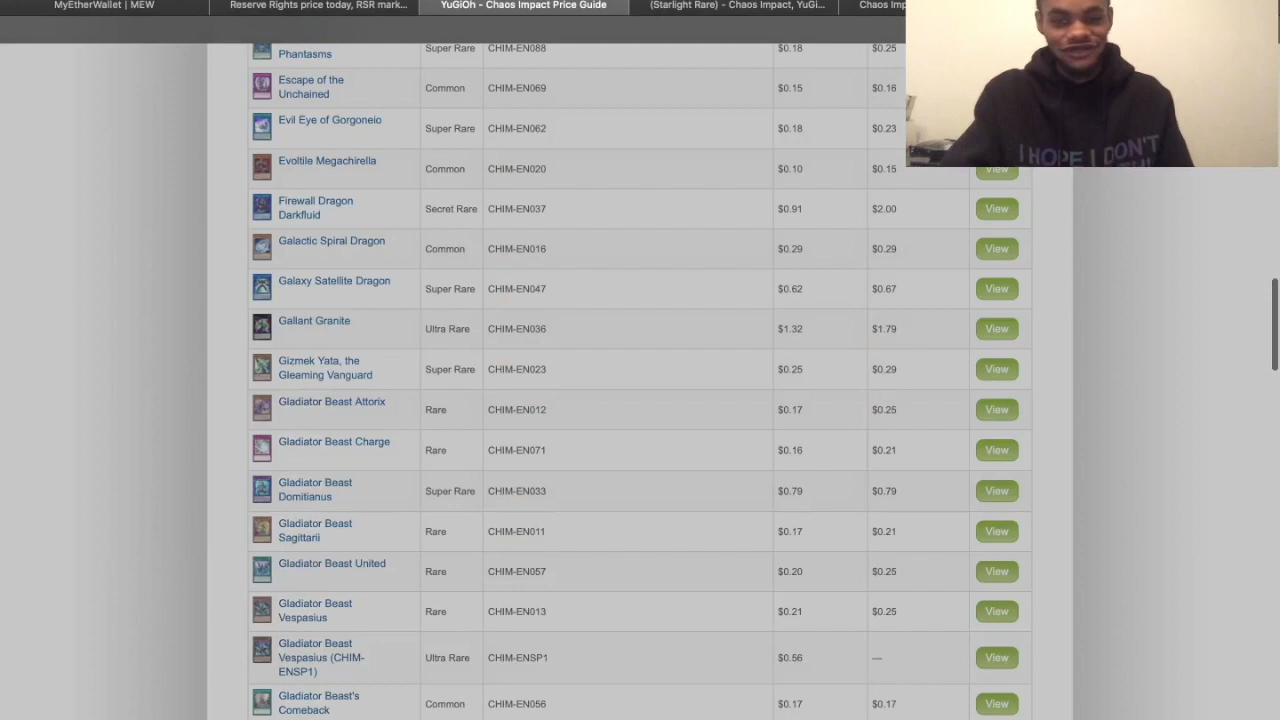 MyEtherWallet | MEW
Reserve Rights price today, RSR mark...
YuGiOh - Chaos Impact Price Guide
(Starlight Rare) - Chaos Impact, YuGi...
Chaos Im
Phantasms Super Rare CHIM-EN088 $0.18 $0.25
Escape of the
Unchained Common CHIM-EN069 $0.15 $0.16
Evil Eye of Gorgoneio Super Rare CHIM-EN062 $0.18 $0.23
I HOPE I DON'T
Evoltile Megachirella Common CHIM-EN020 $0.10 $0.15 View
Firewall Dragon
Darkfluid Secret Rare CHIM-EN037 $0.91 $2.00 View
Galactic Spiral Dragon Common CHIM-EN016 $0.29 $0.29 View
Galaxy Satellite Dragon Super Rare CHIM-EN047 $0.62 $0.67 View
Gallant Granite Ultra Rare CHIM-EN036 $1.32 $1.79 View
Gizmek Yata, the
Gleaming Vanguard Super Rare CHIM-EN023 $0.25 $0.29 View
Gladiator Beast Attorix Rare CHIM-EN012 $0.17 $0.25 View
Gladiator Beast Charge Rare CHIM-EN071 $0.16 $0.21 View
Gladiator Beast
Domitianus Super Rare CHIM-EN033 $0.79 $0.79 View
Gladiator Beast
Sagittarii Rare CHIM-EN011 $0.17 $0.21 View
Gladiator Beast United Rare CHIM-EN057 $0.20 $0.25 View
Gladiator Beast
Vespasius Rare CHIM-EN013 $0.21 $0.25 View
Gladiator Beast
Vespasius (CHIM-
ENSP1) Ultra Rare CHIM-ENSP1 $0.56 — View
Gladiator Beast's
Comeback Common CHIM-EN056 $0.17 $0.17 View